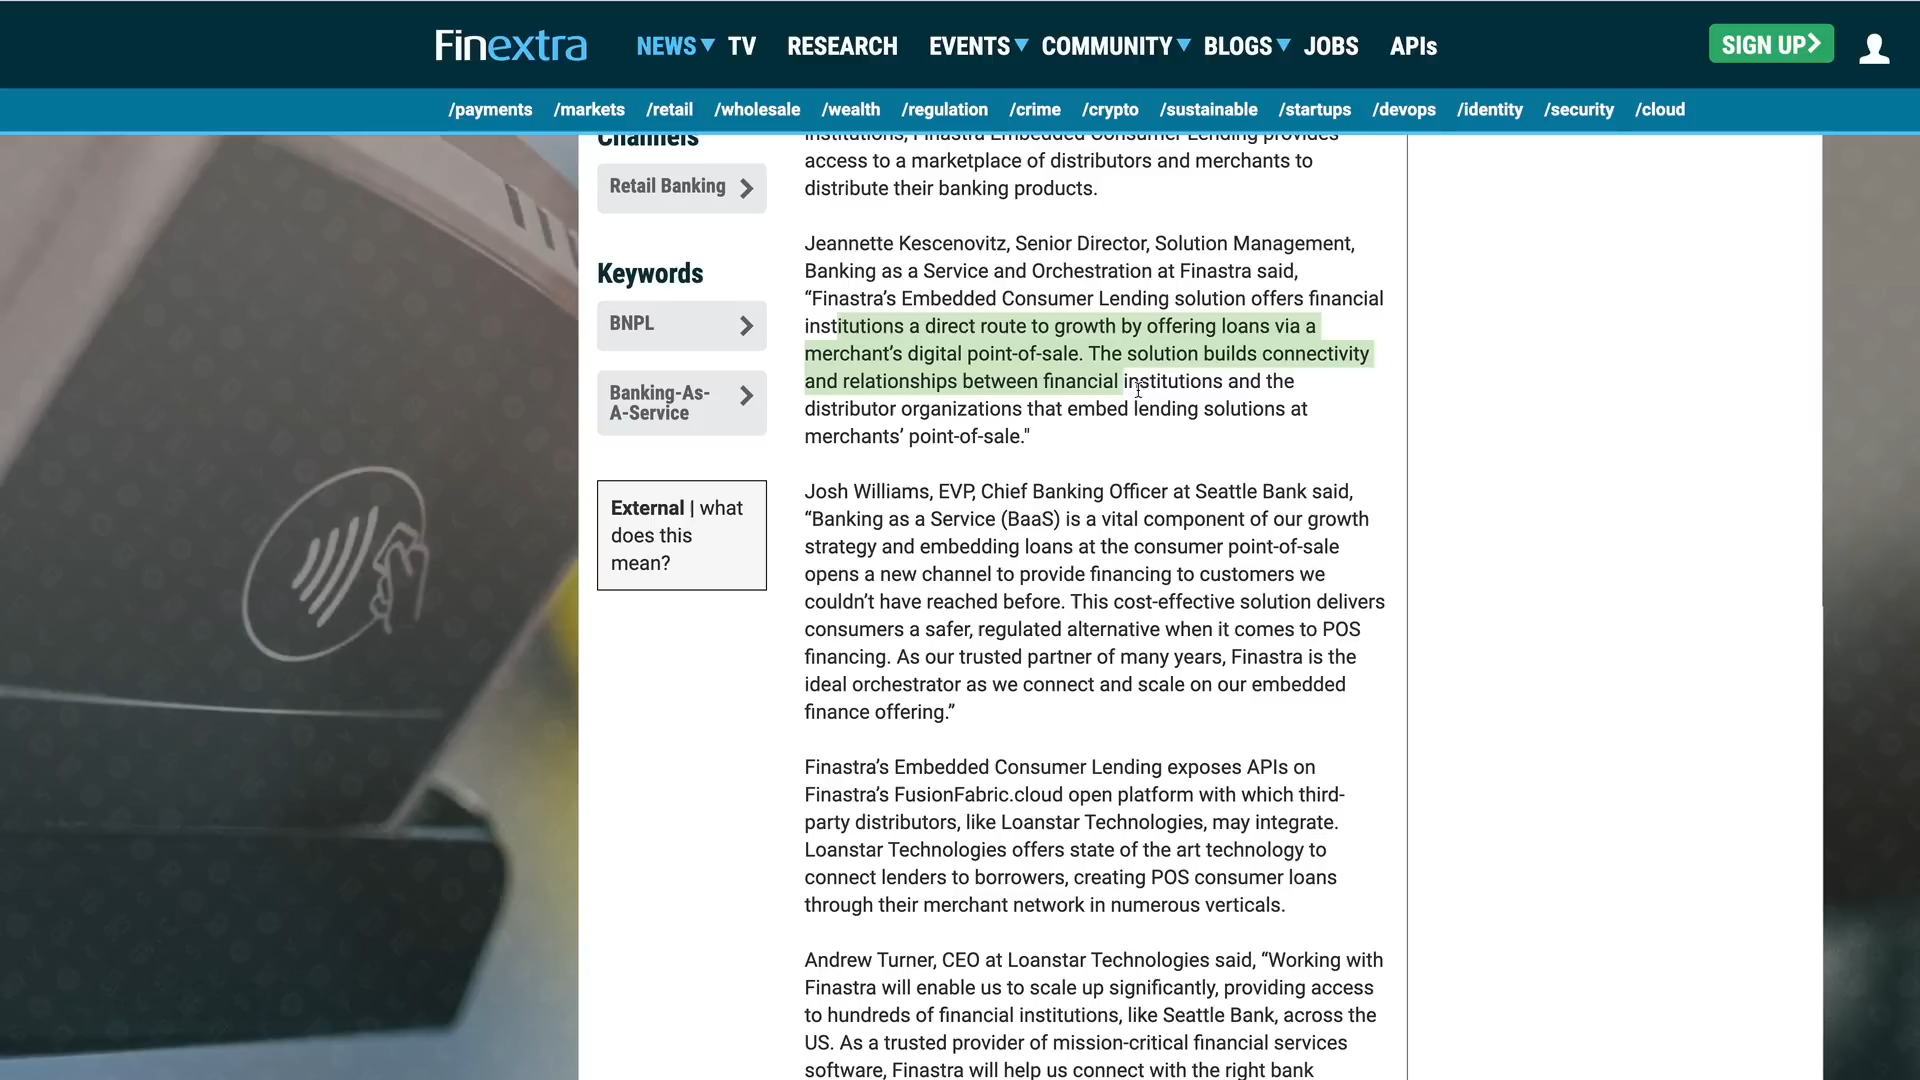 Finextra
NEWS TV RESEARCH EVENTS COMMUNITY BLOGS JOBS APIs
SIGN UP
/payments /markets /retail /wholesale /wealth /regulation /crime /crypto /sustainable /startups /devops /identity /security /cloud
Channels
Retail Banking
Keywords
BNPL
Banking-As-
A-Service
External | what
does this
mean?
institutions, Finastra Embedded Consumer Lending provides
access to a marketplace of distributors and merchants to
distribute their banking products.
Jeannette Kescenovitz, Senior Director, Solution Management,
Banking as a Service and Orchestration at Finastra said,
“Finastra’s Embedded Consumer Lending solution offers financial
institutions a direct route to growth by offering loans via a
merchant’s digital point-of-sale. The solution builds connectivity
and relationships between financial institutions and the
distributor organizations that embed lending solutions at
merchants’ point-of-sale."
Josh Williams, EVP, Chief Banking Officer at Seattle Bank said,
“Banking as a Service (BaaS) is a vital component of our growth
strategy and embedding loans at the consumer point-of-sale
opens a new channel to provide financing to customers we
couldn’t have reached before. This cost-effective solution delivers
consumers a safer, regulated alternative when it comes to POS
financing. As our trusted partner of many years, Finastra is the
ideal orchestrator as we connect and scale on our embedded
finance offering.”
Finastra’s Embedded Consumer Lending exposes APIs on
Finastra’s FusionFabric.cloud open platform with which third-
party distributors, like Loanstar Technologies, may integrate.
Loanstar Technologies offers state of the art technology to
connect lenders to borrowers, creating POS consumer loans
through their merchant network in numerous verticals.
Andrew Turner, CEO at Loanstar Technologies said, “Working with
Finastra will enable us to scale up significantly, providing access
to hundreds of financial institutions, like Seattle Bank, across the
US. As a trusted provider of mission-critical financial services
software, Finastra will help us connect with the right bank